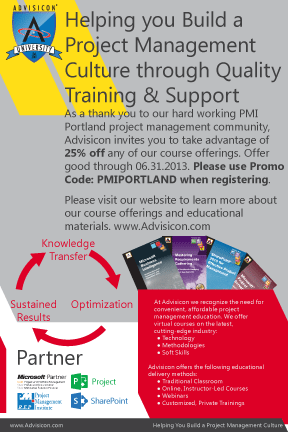 ADVISICON
UNIVERSITY
Helping you Build a
Project Management
Culture through Quality
Training & Support
As a thank you to our hard working PMI
Portland project management community,
Advisicon invites you to take advantage of
25% off any of our course offerings. Offer
good through 06.31.2013. Please use Promo
Code: PMIPORTLAND when registering.
Please visit our website to learn more about
our course offerings and educational
materials. www.Advisicon.com
Knowledge
Transfer
Sustained
Results
Optimization
Mastering
Requirements
Gathering
At Advisicon we recognize the need for
convenient, affordable project
management education. We offer
virtual courses on the latest,
cutting-edge industry:
• Technology
• Methodologies
• Soft Skills
Advisicon offers the following educational
delivery methods:
• Traditional Classroom
• Online, Instructor-Led Courses
• Webinars
• Customized, Private Trainings
Partner
Microsoft Partner
Project
Project
Management
Institute
SharePoint
www.Advisicon.com
Helping You Build a Project Management Culture